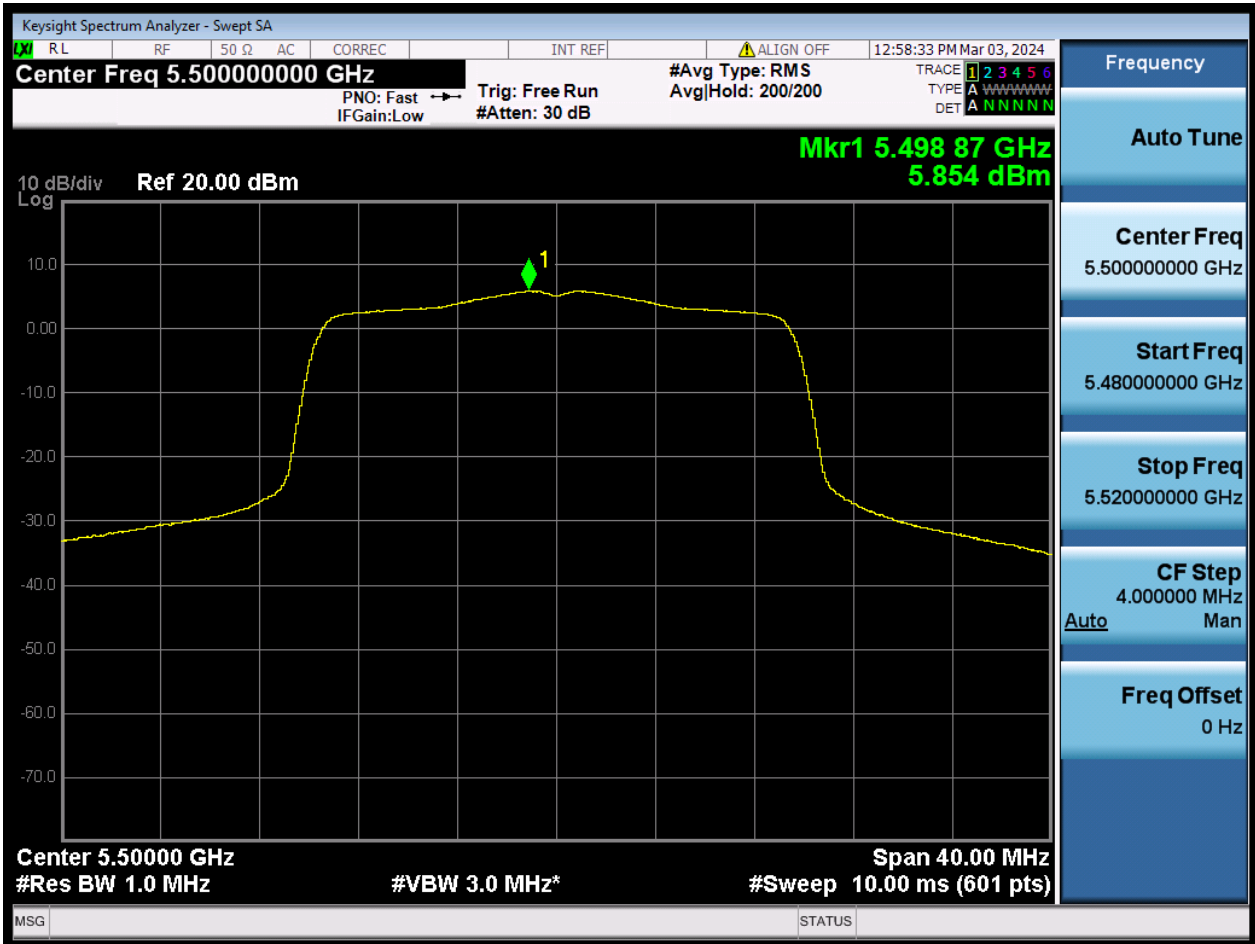 Keysight Spectrum Analyzer - Swept SA
LXI RL RF 50 Ω AC CORREC INT REF ALIGN OFF 12:58:33 PM Mar 03, 2024
Center Freq 5.500000000 GHz
PNO: Fast
IFGain:Low
Trig: Free Run
#Atten: 30 dB
#Avg Type: RMS
Avg|Hold: 200/200
TRACE 1 2 3 4 5 6
TYPE A WWWWW
DET A N N N N N
Mkr1 5.498 87 GHz
5.854 dBm
10 dB/div Ref 20.00 dBm
Log
1
10.0
0.00
-10.0
-20.0
-30.0
-40.0
-50.0
-60.0
-70.0
Center 5.50000 GHz Span 40.00 MHz
#Res BW 1.0 MHz #VBW 3.0 MHz* #Sweep 10.00 ms (601 pts)
MSG STATUS
Frequency
Auto Tune
Center Freq
5.500000000 GHz
Start Freq
5.480000000 GHz
Stop Freq
5.520000000 GHz
CF Step
4.000000 MHz
Auto Man
Freq Offset
0 Hz